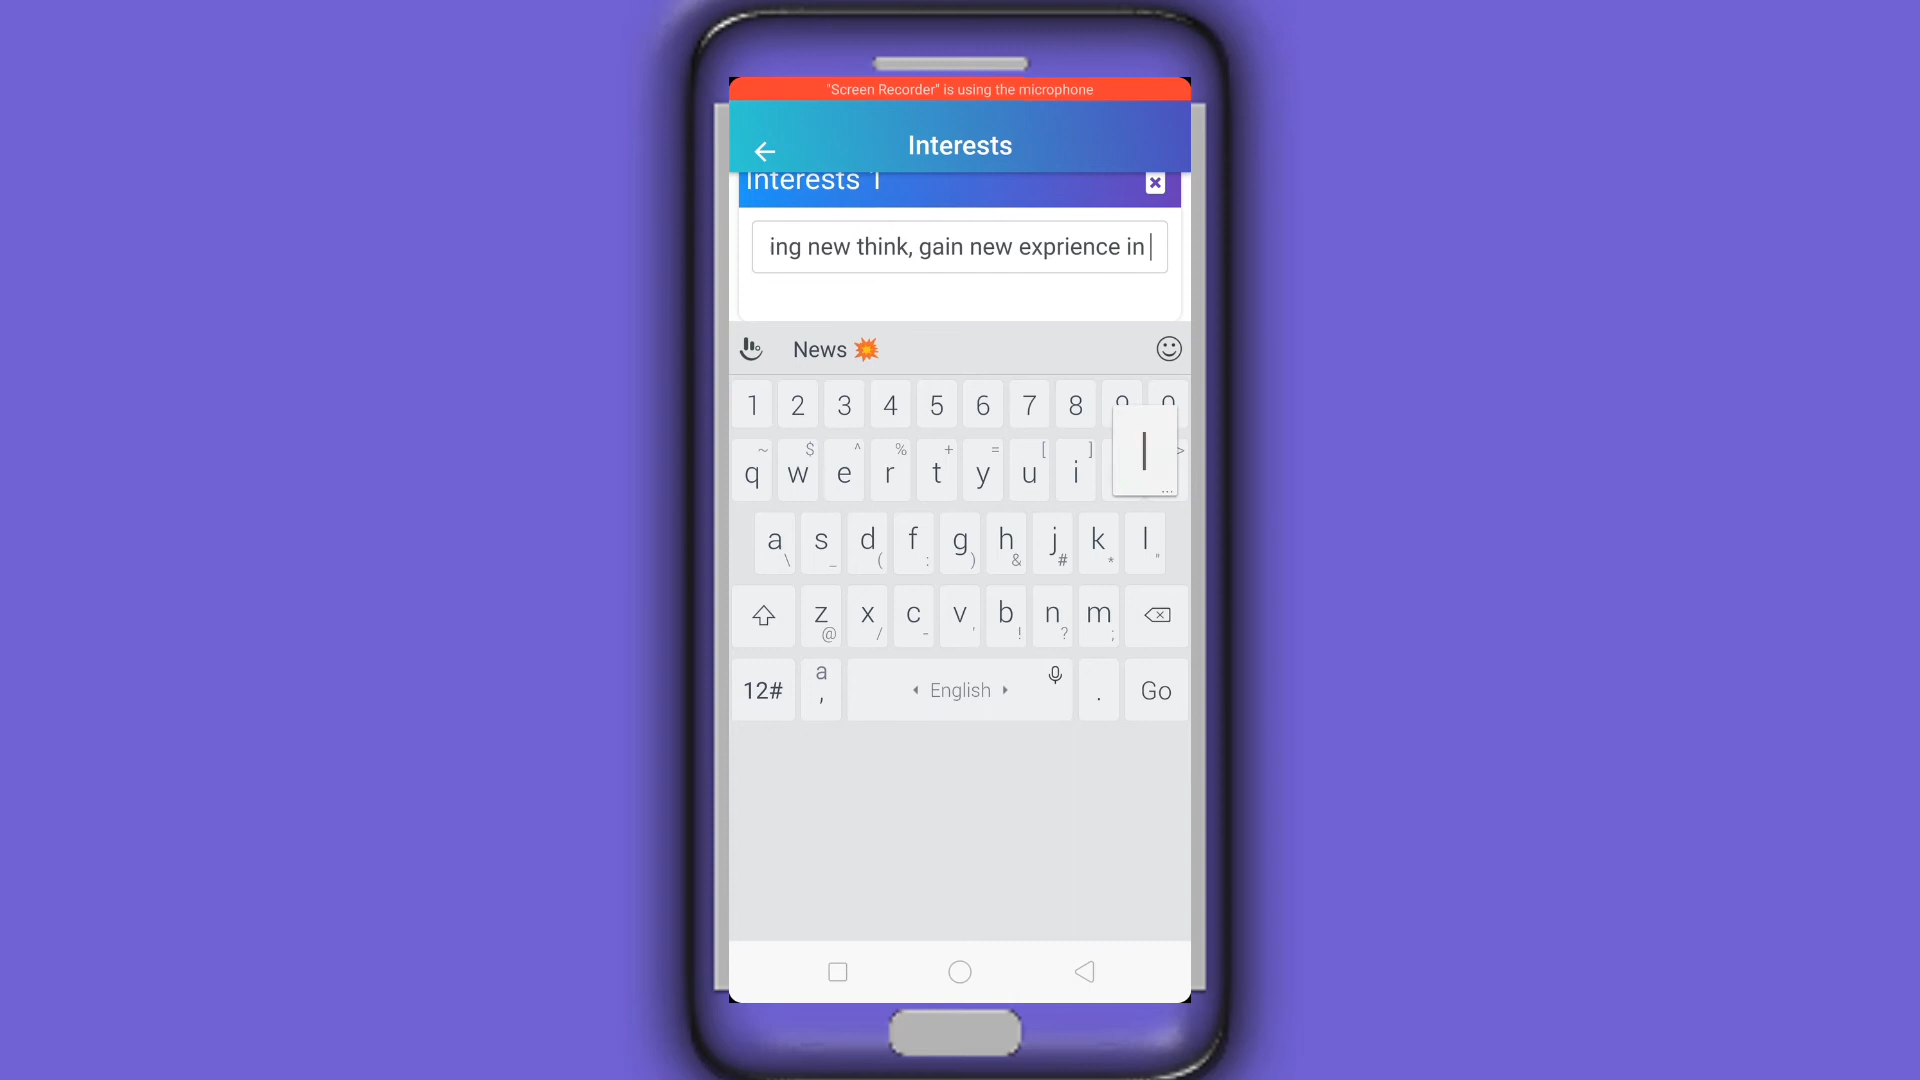 "Screen Recorder" is using the microphone
Interests
Interests 1
ing new think, gain new exprience in
News 💥
1 2 3 4 5 6 7 8
~ $ ^ % + = [ ] >
q w e r t y u i
l
...
a s d f g h j k l
\ _ ( : ) & # * "
z x c v b n m
@ / - ' ! ? ;
12# a , English . Go